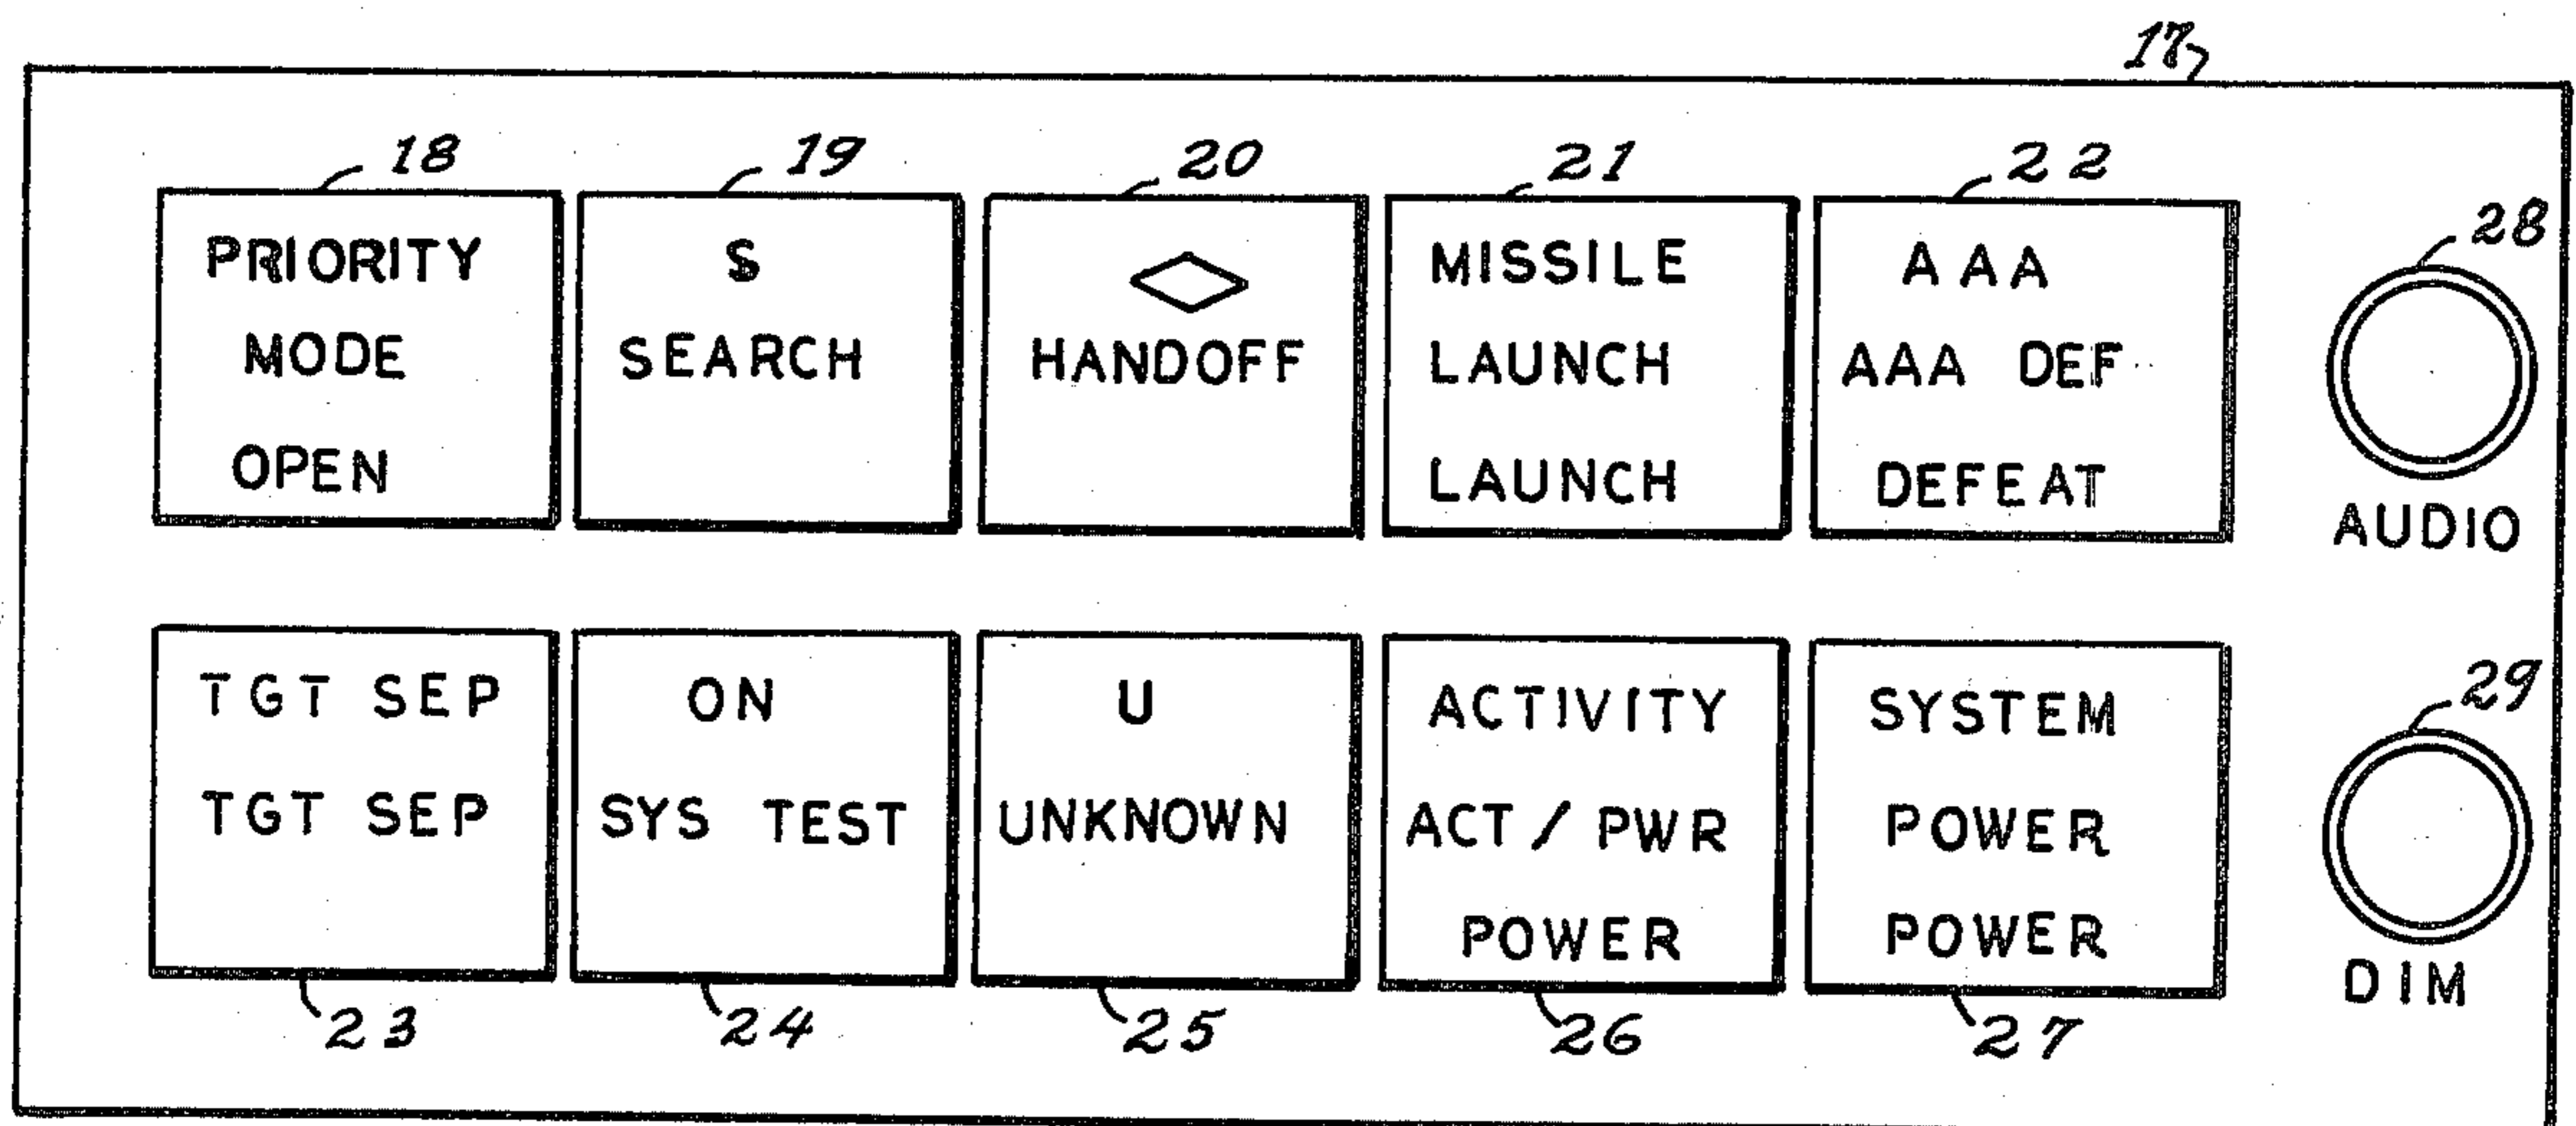 17
18
19
20
21
22
28
PRIORITY
MODE
OPEN
S
SEARCH
HANDOFF
MISSILE
LAUNCH
LAUNCH
AAA
AAA DEF
DEFEAT
AUDIO
TGT SEP
TGT SEP
ON
SYS TEST
U
UNKNOWN
ACTIVITY
ACT / PWR
POWER
SYSTEM
POWER
POWER
29
DIM
23
24
25
26
27